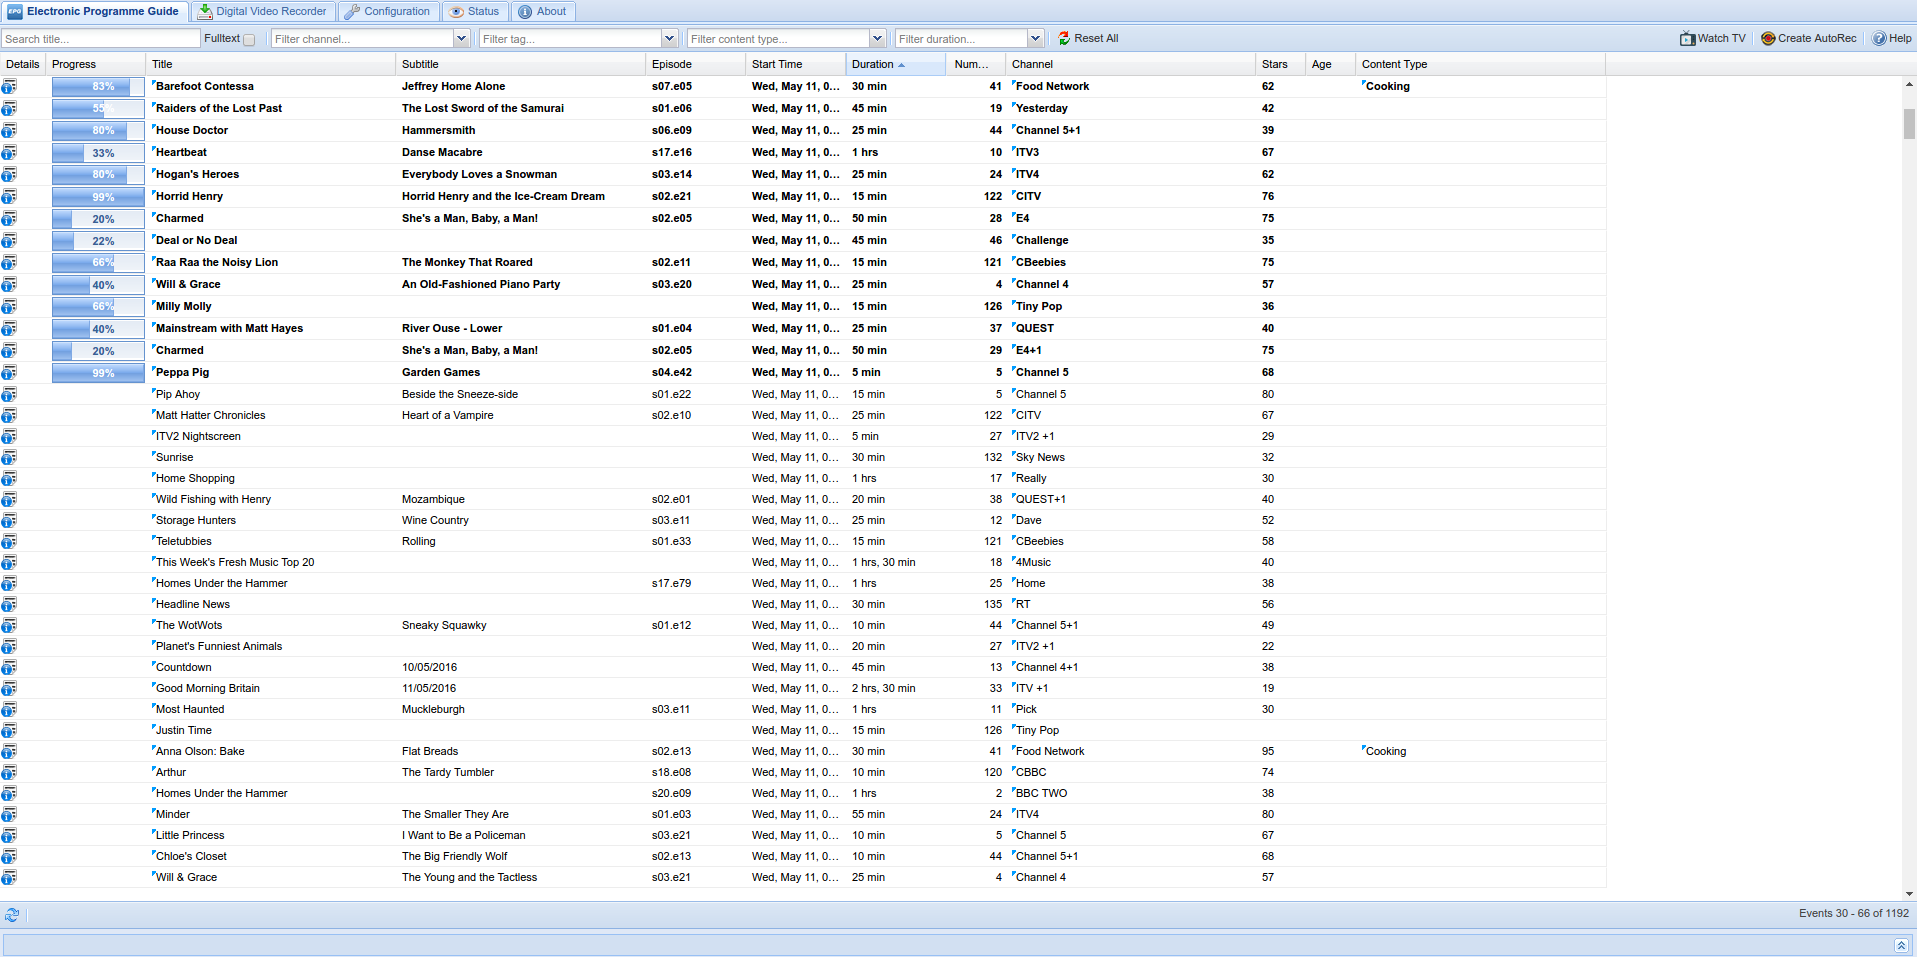 EPG Electronic Programme Guide Digital Video Recorder Configuration Status About
Search title... Fulltext Filter channel... Filter tag... Filter content type... Filter duration... Reset All Watch TV Create AutoRec Help
Details Progress Title Subtitle Episode Start Time Duration Num... Channel Stars Age Content Type
83% Barefoot Contessa Jeffrey Home Alone s07.e05 Wed, May 11, 0... 30 min 41 Food Network 62 Cooking
55% Raiders of the Lost Past The Lost Sword of the Samurai s01.e06 Wed, May 11, 0... 45 min 19 Yesterday 42
80% House Doctor Hammersmith s06.e09 Wed, May 11, 0... 25 min 44 Channel 5+1 39
33% Heartbeat Danse Macabre s17.e16 Wed, May 11, 0... 1 hrs 10 ITV3 67
80% Hogan's Heroes Everybody Loves a Snowman s03.e14 Wed, May 11, 0... 25 min 24 ITV4 62
99% Horrid Henry Horrid Henry and the Ice-Cream Dream s02.e21 Wed, May 11, 0... 15 min 122 CITV 76
20% Charmed She's a Man, Baby, a Man! s02.e05 Wed, May 11, 0... 50 min 28 E4 75
22% Deal or No Deal Wed, May 11, 0... 45 min 46 Challenge 35
66% Raa Raa the Noisy Lion The Monkey That Roared s02.e11 Wed, May 11, 0... 15 min 121 CBeebies 75
40% Will & Grace An Old-Fashioned Piano Party s03.e20 Wed, May 11, 0... 25 min 4 Channel 4 57
66% Milly Molly Wed, May 11, 0... 15 min 126 Tiny Pop 36
40% Mainstream with Matt Hayes River Ouse - Lower s01.e04 Wed, May 11, 0... 25 min 37 QUEST 40
20% Charmed She's a Man, Baby, a Man! s02.e05 Wed, May 11, 0... 50 min 29 E4+1 75
99% Peppa Pig Garden Games s04.e42 Wed, May 11, 0... 5 min 5 Channel 5 68
Pip Ahoy Beside the Sneeze-side s01.e22 Wed, May 11, 0... 15 min 5 Channel 5 80
Matt Hatter Chronicles Heart of a Vampire s02.e10 Wed, May 11, 0... 25 min 122 CITV 67
ITV2 Nightscreen Wed, May 11, 0... 5 min 27 ITV2 +1 29
Sunrise Wed, May 11, 0... 30 min 132 Sky News 32
Home Shopping Wed, May 11, 0... 1 hrs 17 Really 30
Wild Fishing with Henry Mozambique s02.e01 Wed, May 11, 0... 20 min 38 QUEST+1 40
Storage Hunters Wine Country s03.e11 Wed, May 11, 0... 25 min 12 Dave 52
Teletubbies Rolling s01.e33 Wed, May 11, 0... 15 min 121 CBeebies 58
This Week's Fresh Music Top 20 Wed, May 11, 0... 1 hrs, 30 min 18 4Music 40
Homes Under the Hammer s17.e79 Wed, May 11, 0... 1 hrs 25 Home 38
Headline News Wed, May 11, 0... 30 min 135 RT 56
The WotWots Sneaky Squawky s01.e12 Wed, May 11, 0... 10 min 44 Channel 5+1 49
Planet's Funniest Animals Wed, May 11, 0... 20 min 27 ITV2 +1 22
Countdown 10/05/2016 Wed, May 11, 0... 45 min 13 Channel 4+1 38
Good Morning Britain 11/05/2016 Wed, May 11, 0... 2 hrs, 30 min 33 ITV +1 19
Most Haunted Muckleburgh s03.e11 Wed, May 11, 0... 1 hrs 11 Pick 30
Justin Time Wed, May 11, 0... 15 min 126 Tiny Pop
Anna Olson: Bake Flat Breads s02.e13 Wed, May 11, 0... 30 min 41 Food Network 95 Cooking
Arthur The Tardy Tumbler s18.e08 Wed, May 11, 0... 10 min 120 CBBC 74
Homes Under the Hammer s20.e09 Wed, May 11, 0... 1 hrs 2 BBC TWO 38
Minder The Smaller They Are s01.e03 Wed, May 11, 0... 55 min 24 ITV4 80
Little Princess I Want to Be a Policeman s03.e21 Wed, May 11, 0... 10 min 5 Channel 5 67
Chloe's Closet The Big Friendly Wolf s02.e13 Wed, May 11, 0... 10 min 44 Channel 5+1 68
Will & Grace The Young and the Tactless s03.e21 Wed, May 11, 0... 25 min 4 Channel 4 57
Events 30 - 66 of 1192